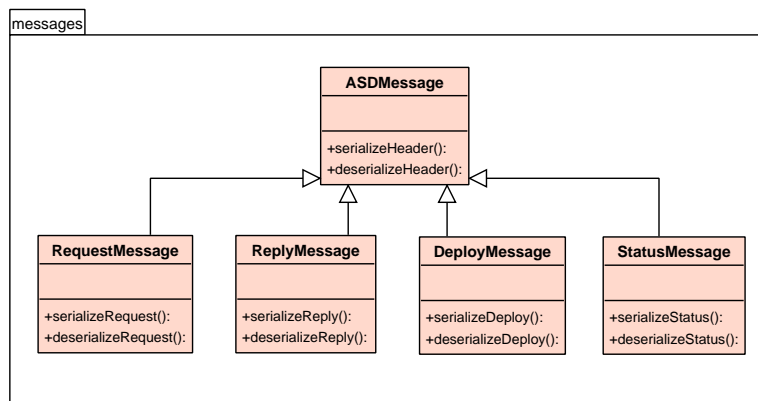 messages
ASDMessage
+serializeHeader():
+deserializeHeader():
RequestMessage
+serializeRequest():
+deserializeRequest():
ReplyMessage
+serializeReply():
+deserializeReply():
DeployMessage
+serializeDeploy():
+deserializeDeploy():
StatusMessage
+serializeStatus():
+deserializeStatus():